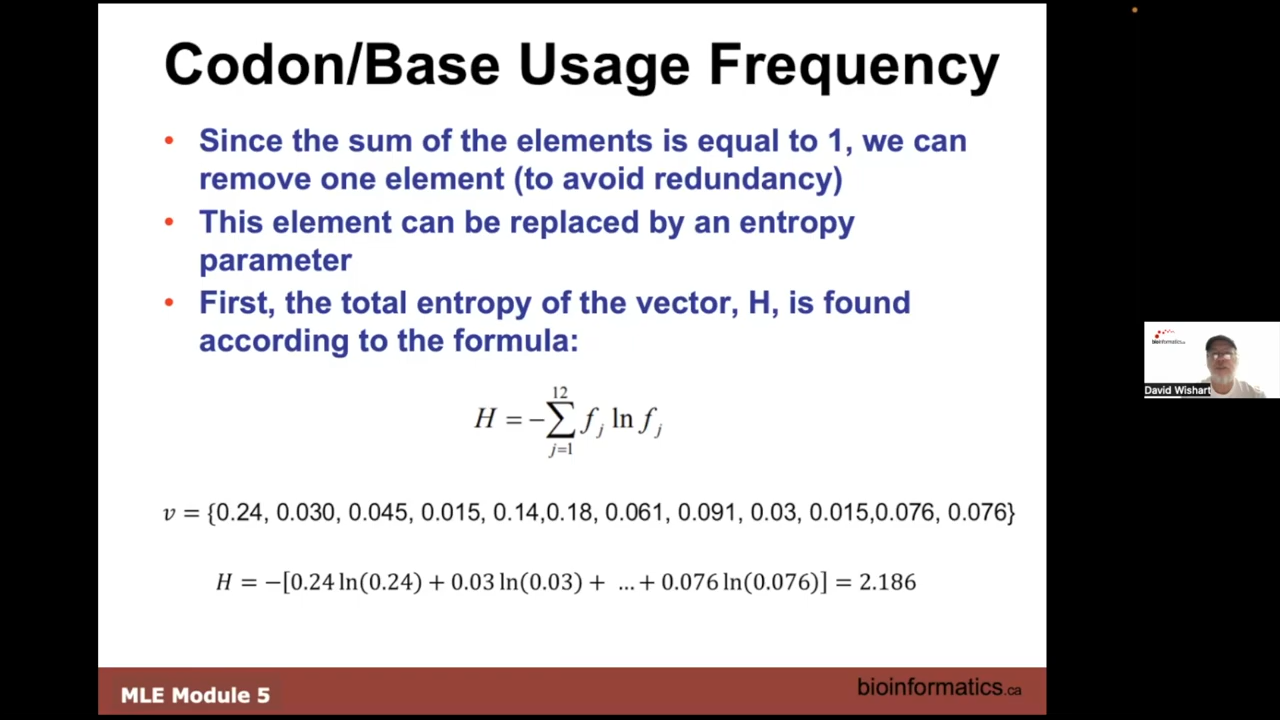 Codon/Base Usage Frequency
• Since the sum of the elements is equal to 1, we can
remove one element (to avoid redundancy)
• This element can be replaced by an entropy
parameter
• First, the total entropy of the vector, H, is found
according to the formula:
12
H = −∑ f_j ln f_j
j=1
v = {0.24, 0.030, 0.045, 0.015, 0.14,0.18, 0.061, 0.091, 0.03, 0.015,0.076, 0.076}
H = −[0.24 ln(0.24) + 0.03 ln(0.03) + ... + 0.076 ln(0.076)] = 2.186
MLE Module 5
bioinformatics.ca
bioinformatics.ca
David Wishart